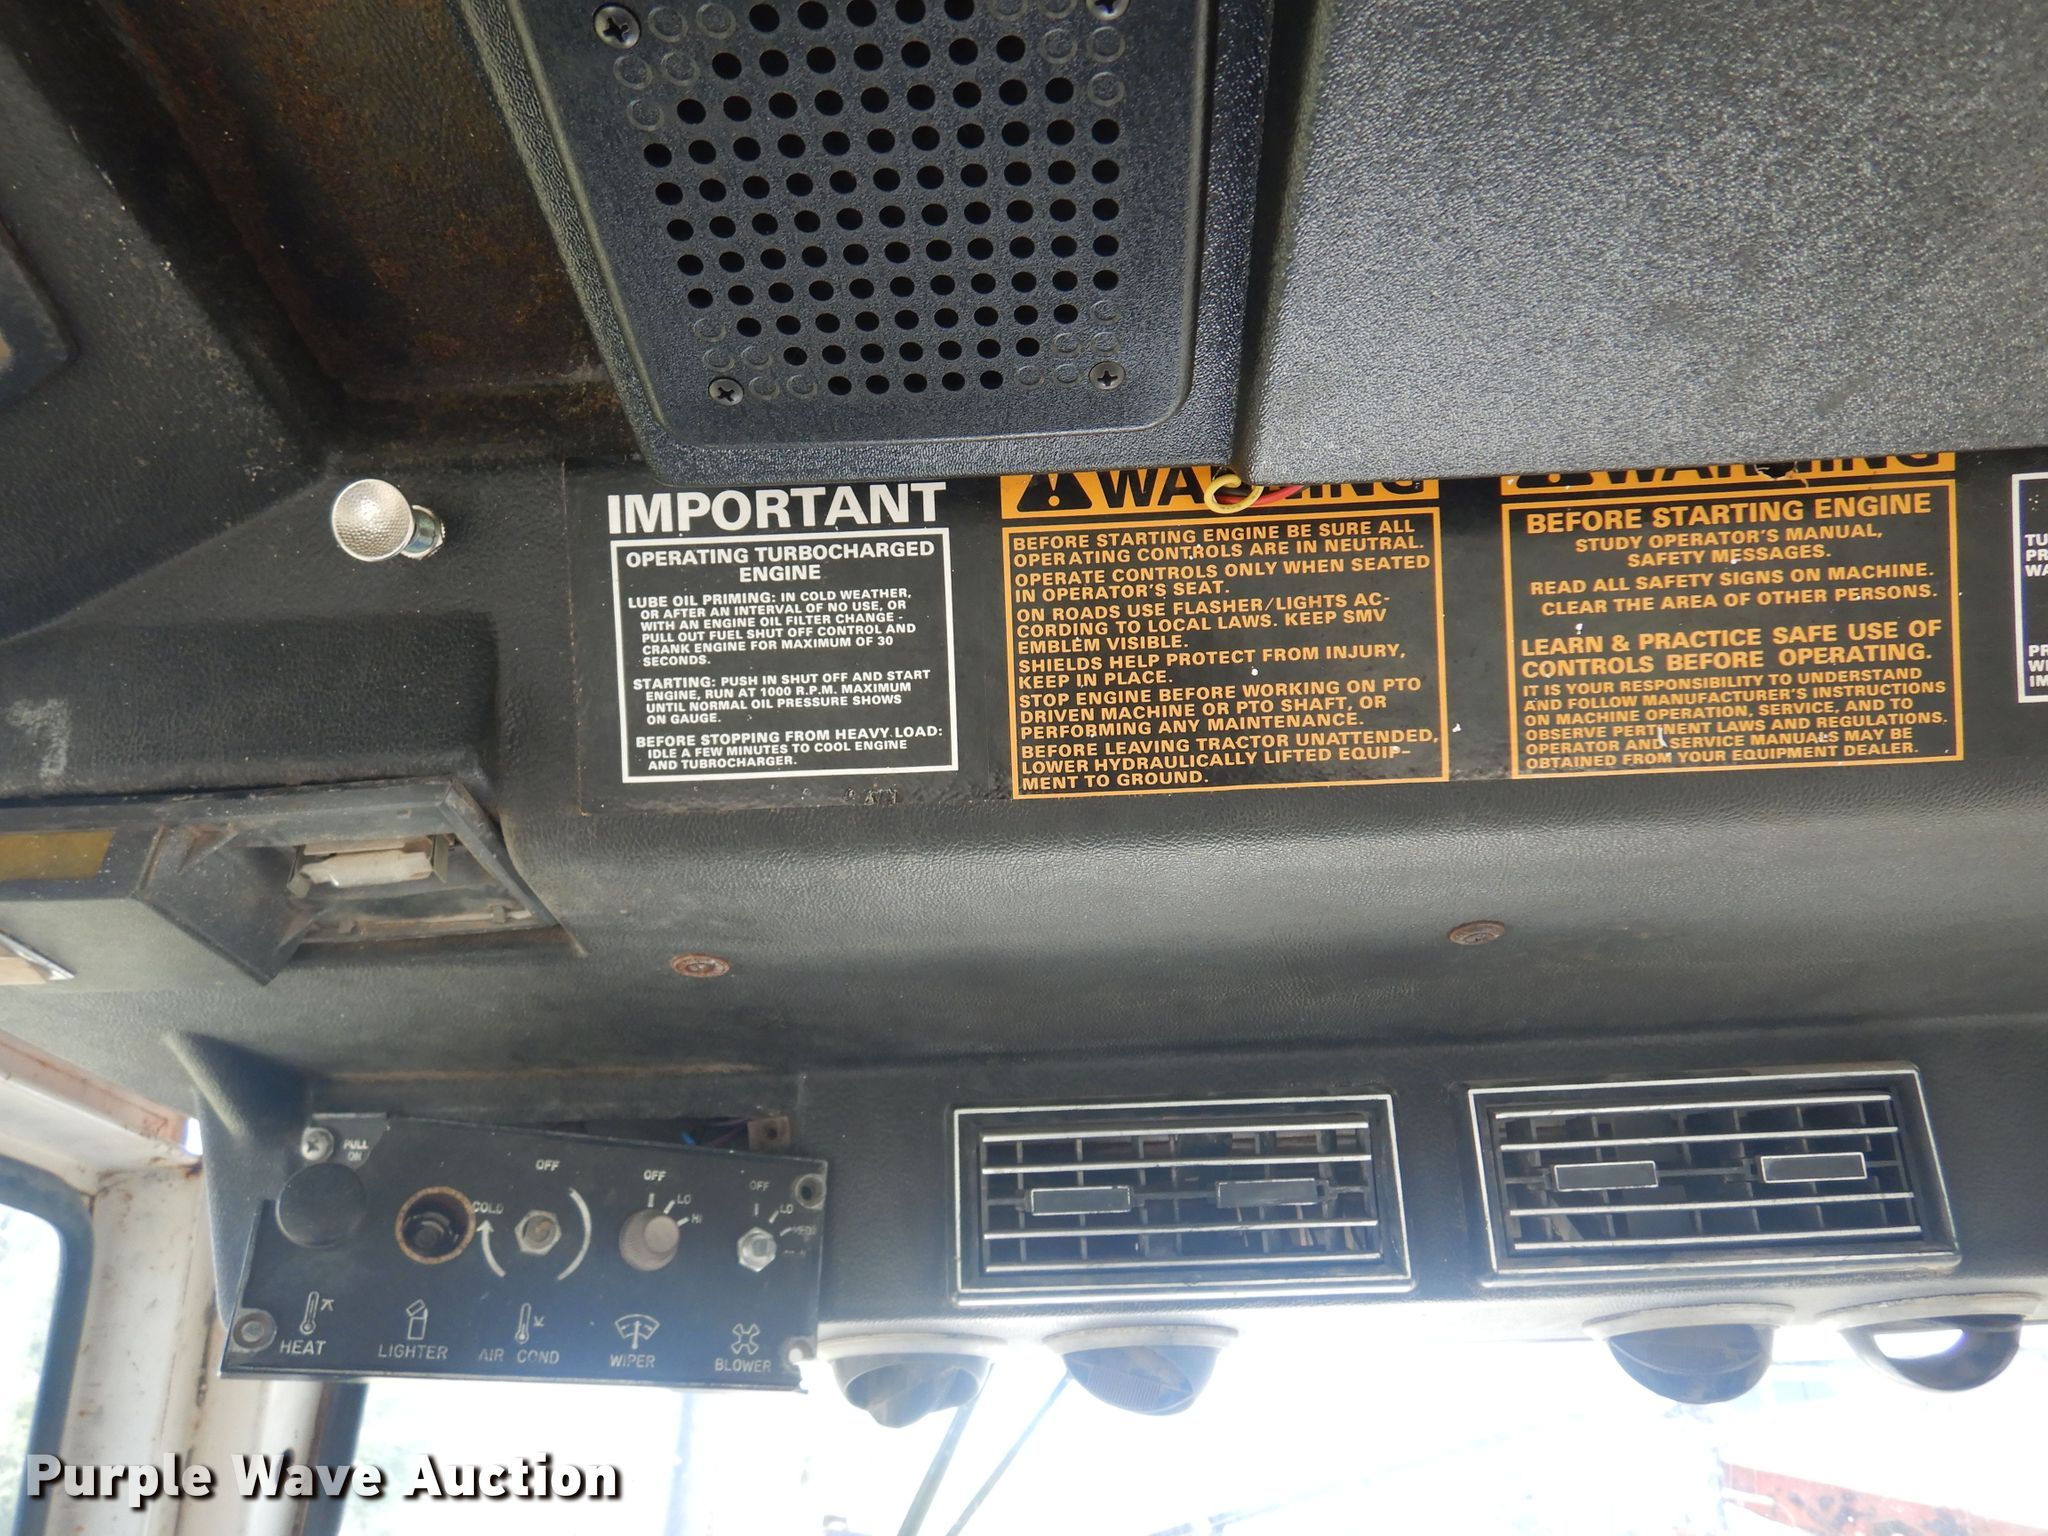 IMPORTANT
OPERATING TURBOCHARGED
ENGINE
LUBE OIL PRIMING: IN COLD WEATHER,
OR AFTER AN INTERVAL OF NO USE, OR
WITH AN ENGINE OIL FILTER CHANGE -
PULL OUT FUEL SHUT OFF CONTROL AND
CRANK ENGINE FOR MAXIMUM OF 30
SECONDS.
STARTING: PUSH IN SHUT OFF AND START
ENGINE, RUN AT 1000 R.P.M. MAXIMUM
UNTIL NORMAL OIL PRESSURE SHOWS
ON GAUGE.
BEFORE STOPPING FROM HEAVY LOAD:
IDLE A FEW MINUTES TO COOL ENGINE
AND TUBROCHARGER.
WARNING
BEFORE STARTING ENGINE BE SURE ALL
OPERATING CONTROLS ARE IN NEUTRAL.
OPERATE CONTROLS ONLY WHEN SEATED
IN OPERATOR'S SEAT.
ON ROADS USE FLASHER/LIGHTS AC-
CORDING TO LOCAL LAWS. KEEP SMV
EMBLEM VISIBLE.
SHIELDS HELP PROTECT FROM INJURY,
KEEP IN PLACE.
STOP ENGINE BEFORE WORKING ON PTO
DRIVEN MACHINE OR PTO SHAFT, OR
PERFORMING ANY MAINTENANCE.
BEFORE LEAVING TRACTOR UNATTENDED,
LOWER HYDRAULICALLY LIFTED EQUIP-
MENT TO GROUND.
WARNING
BEFORE STARTING ENGINE
STUDY OPERATOR'S MANUAL,
SAFETY MESSAGES.
READ ALL SAFETY SIGNS ON MACHINE.
CLEAR THE AREA OF OTHER PERSONS.
LEARN & PRACTICE SAFE USE OF
CONTROLS BEFORE OPERATING.
IT IS YOUR RESPONSIBILITY TO UNDERSTAND
AND FOLLOW MANUFACTURER'S INSTRUCTIONS
ON MACHINE OPERATION, SERVICE, AND TO
OBSERVE PERTINENT LAWS AND REGULATIONS.
OPERATOR AND SERVICE MANUALS MAY BE
OBTAINED FROM YOUR EQUIPMENT DEALER.
TU
PR
WA
PR
WI
IM
PULL
ON
COLD
OFF
OFF
LO
HI
OFF
LO
MED
HEAT
LIGHTER
AIR COND
WIPER
BLOWER
Purple Wave Auction